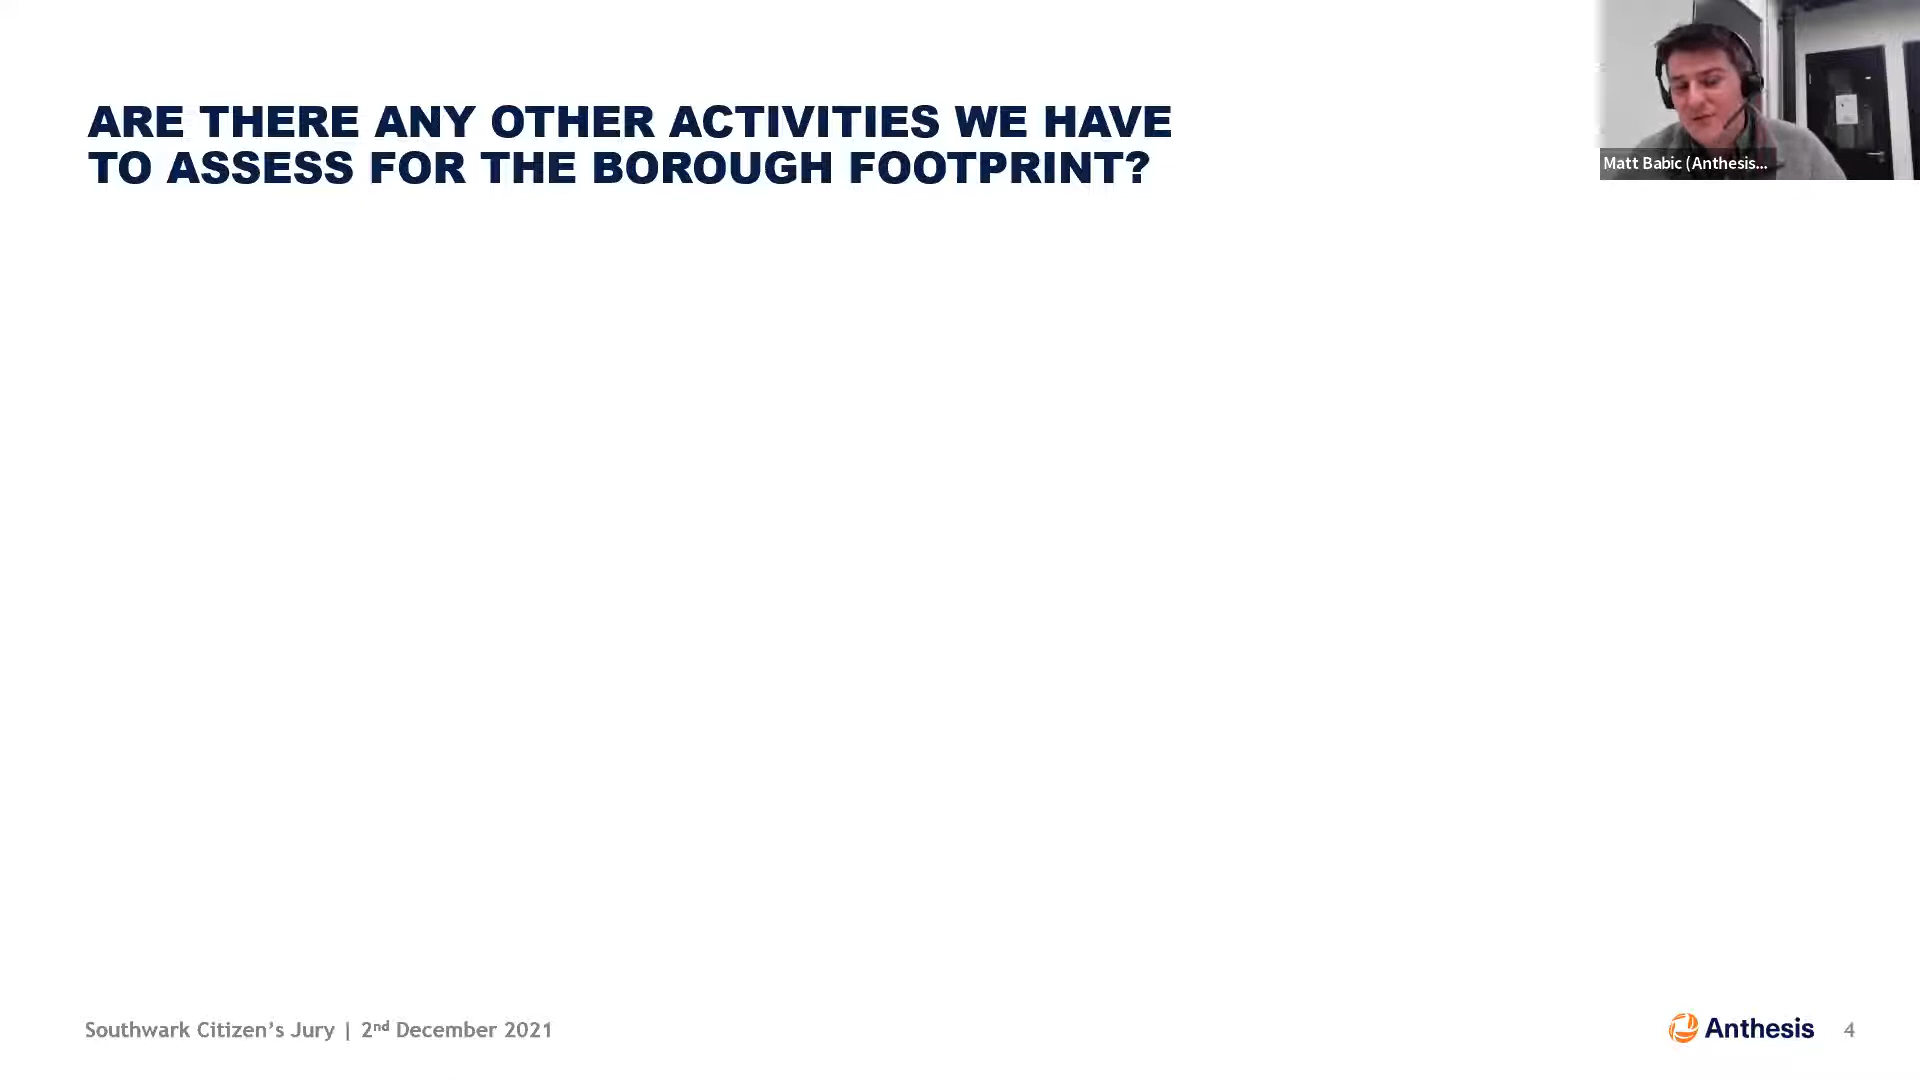 ARE THERE ANY OTHER ACTIVITIES WE HAVE
TO ASSESS FOR THE BOROUGH FOOTPRINT?
Matt Babic (Anthesis...
Southwark Citizen’s Jury | 2nd December 2021
Anthesis
4